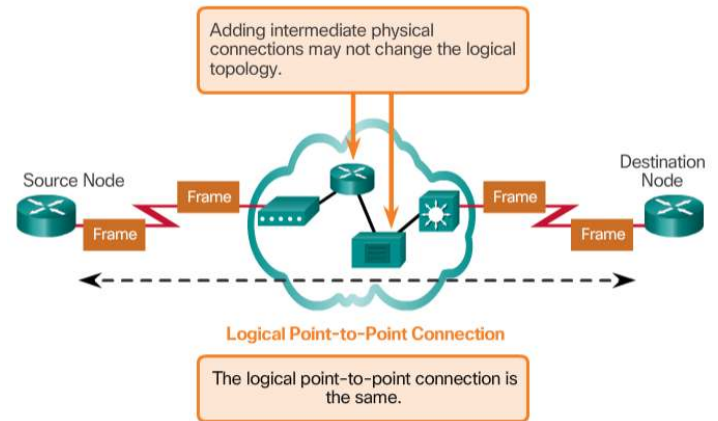 Adding intermediate physical
connections may not change the logical
topology.
Source Node
Destination
Node
Frame
Frame
Frame
Frame
Logical Point-to-Point Connection
The logical point-to-point connection is
the same.